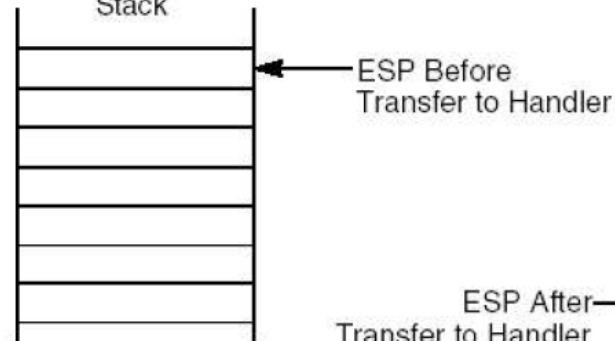 Stack
ESP Before
Transfer to Handler
ESP After
Transfer to Handler